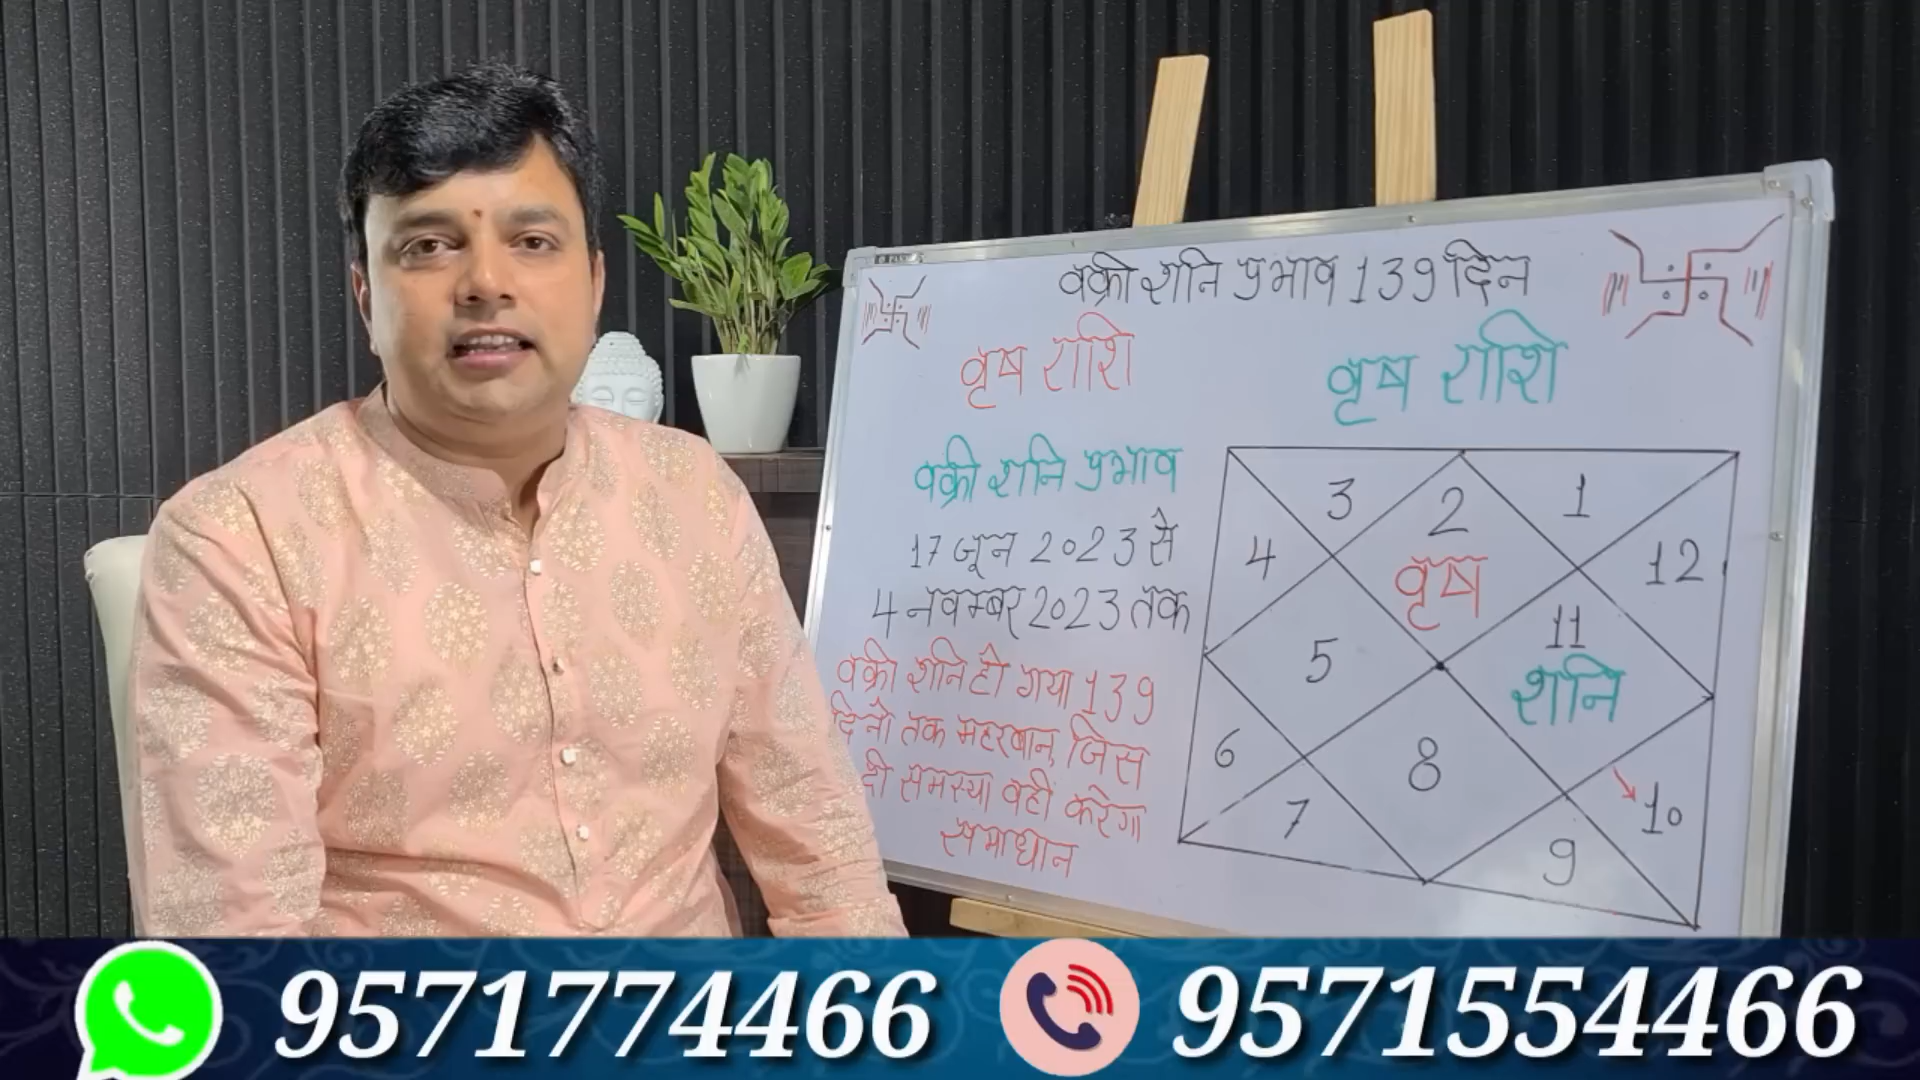 वक्री शनि प्रभाव 139 दिन
वृष राशि
वृष राशि
वक्री शनि प्रभाव
17 जून 2023 से
4 नवम्बर 2023 तक
वक्री शनि हो गया 139
दिनों तक महरबान, जिस
दी समस्या वही करेगा
समाधान
3
2
1
4
वृष
12
5
11
शनि
6
8
10
7
9
9571774466
9571554466